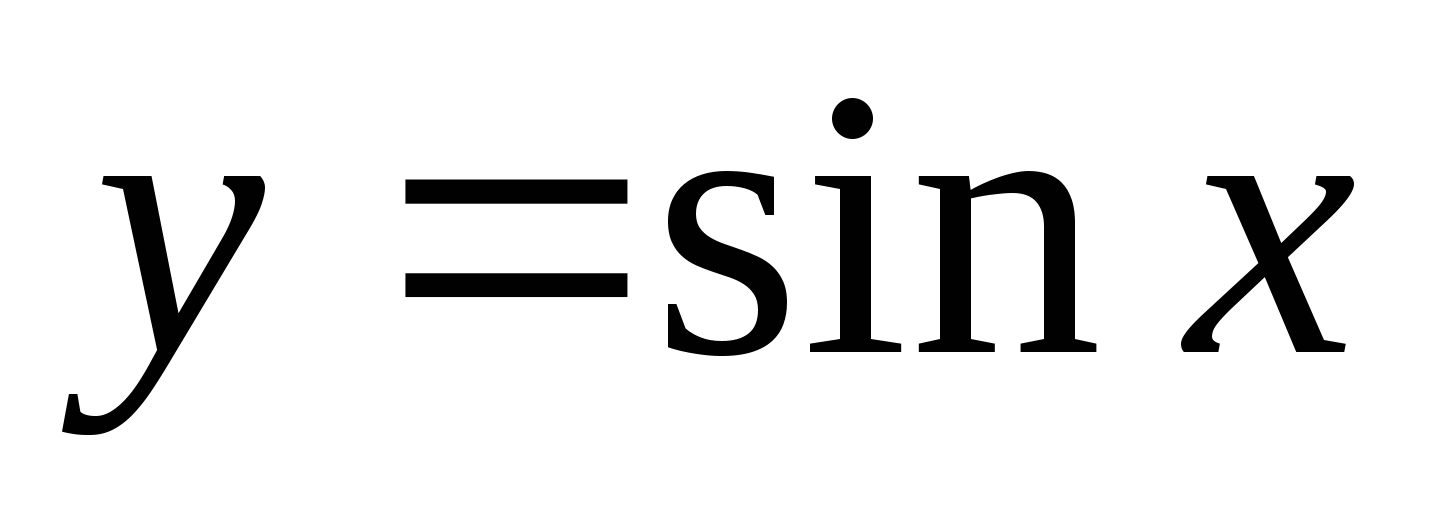 y = sin x